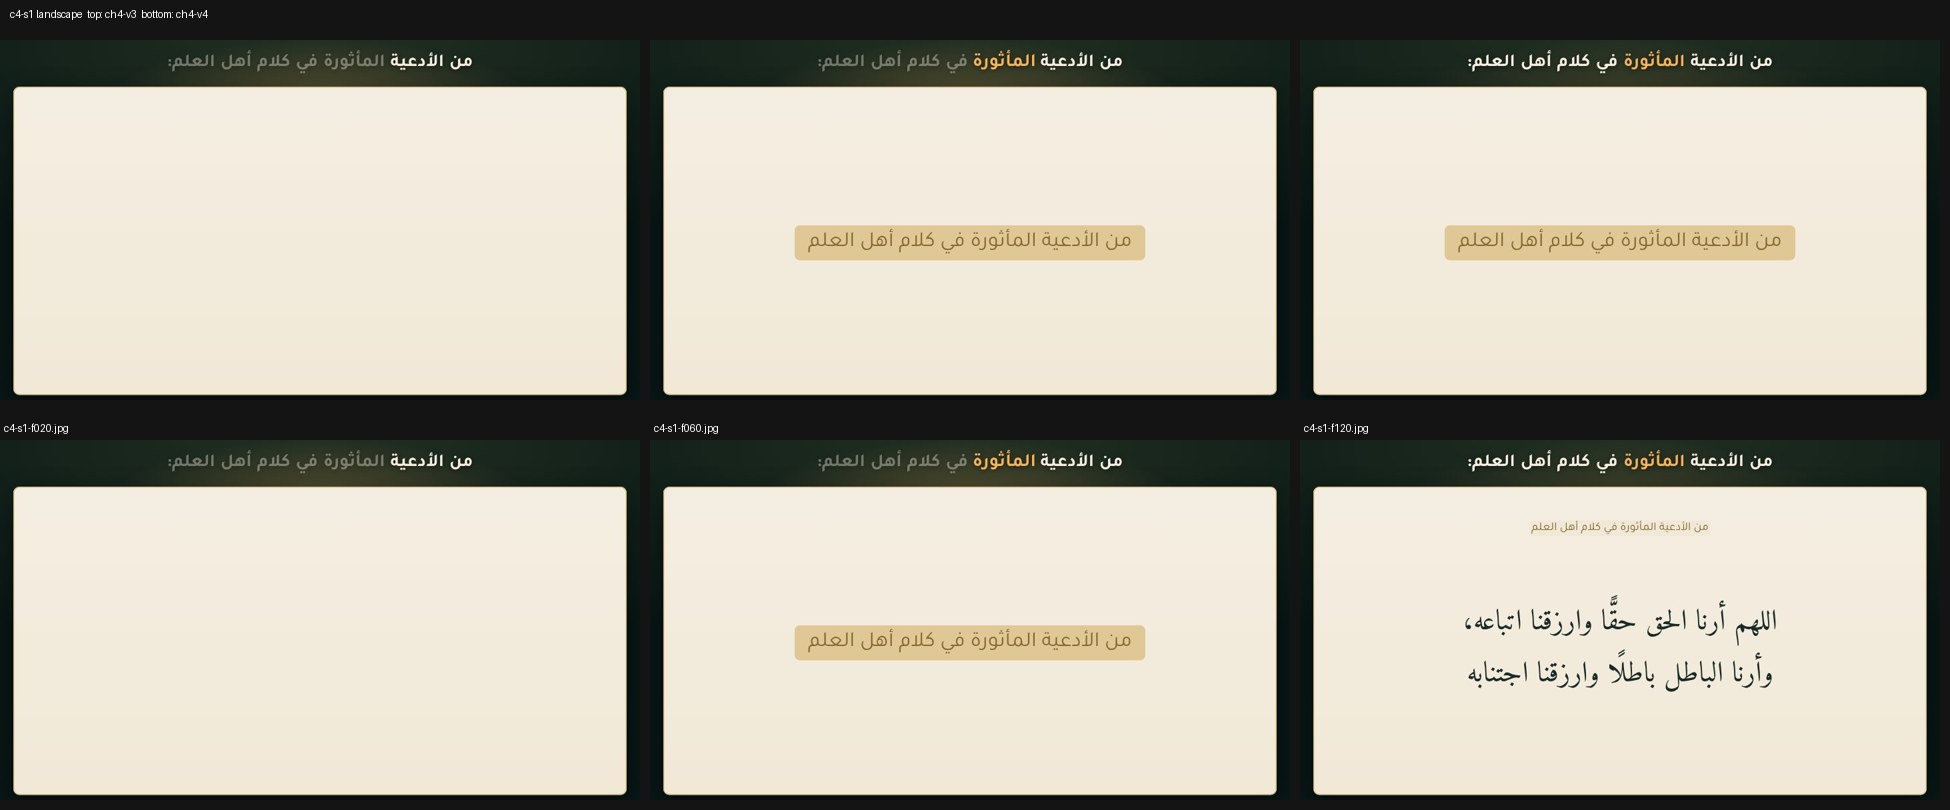 c4-s1 landscape top: ch4-v3 bottom: ch4-v4
من الأدعية المأثورة في كلام أهل العلم:
من الأدعية المأثورة في كلام أهل العلم:
من الأدعية المأثورة في كلام أهل العلم
من الأدعية المأثورة في كلام أهل العلم:
من الأدعية المأثورة في كلام أهل العلم
c4-s1-f020.jpg
من الأدعية المأثورة في كلام أهل العلم:
c4-s1-f060.jpg
من الأدعية المأثورة في كلام أهل العلم:
من الأدعية المأثورة في كلام أهل العلم
c4-s1-f120.jpg
من الأدعية المأثورة في كلام أهل العلم:
من الأدعية المأثورة في كلام أهل العلم
اللهم أرنا الحق حقًّا وارزقنا اتباعه،
وأرنا الباطل باطلًا وارزقنا اجتنابه